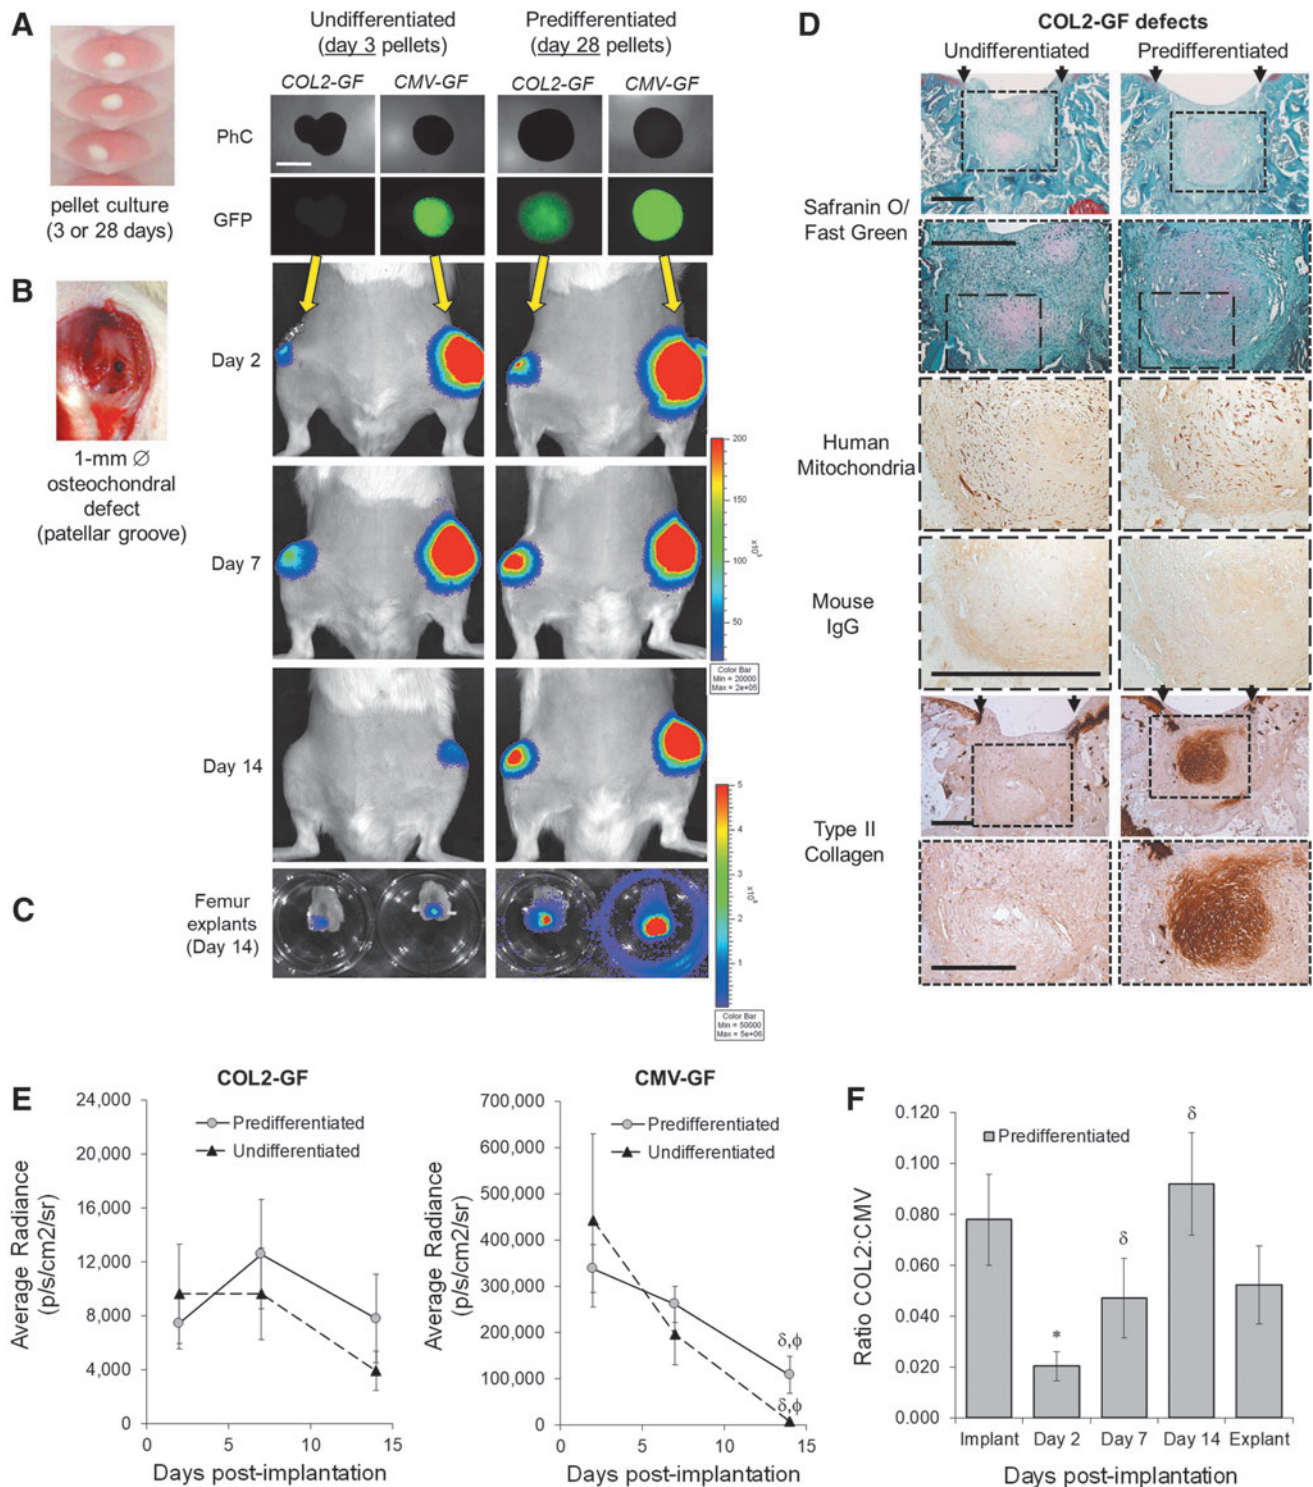 A
Undifferentiated
(day 3 pellets)
Predifferentiated
(day 28 pellets)
COL2-GF
CMV-GF
COL2-GF
CMV-GF
PhC
GFP
pellet culture
(3 or 28 days)
B
1-mm Ø
osteochondral
defect
(patellar groove)
Day 2
Day 7
Day 14
200
150
x10³
100
50
Color Bar
Min = 20000
Max = 2e+05
C
Femur
explants
(Day 14)
5
4
3
x10⁶
2
1
Color Bar
Min = 50000
Max = 5e+06
D
COL2-GF defects
Undifferentiated
Predifferentiated
Safranin O/
Fast Green
Human
Mitochondria
Mouse
IgG
Type II
Collagen
E
COL2-GF
24,000
20,000
16,000
12,000
8,000
4,000
0
Average Radiance
(p/s/cm2/sr)
Predifferentiated
Undifferentiated
0
5
10
15
Days post-implantation
CMV-GF
700,000
600,000
500,000
400,000
300,000
200,000
100,000
0
Average Radiance
(p/s/cm2/sr)
Predifferentiated
Undifferentiated
δ,ϕ
δ,ϕ
0
5
10
15
Days post-implantation
F
0.120
0.100
0.080
0.060
0.040
0.020
0.000
Ratio COL2:CMV
Predifferentiated
*
δ
δ
Implant
Day 2
Day 7
Day 14
Explant
Days post-implantation